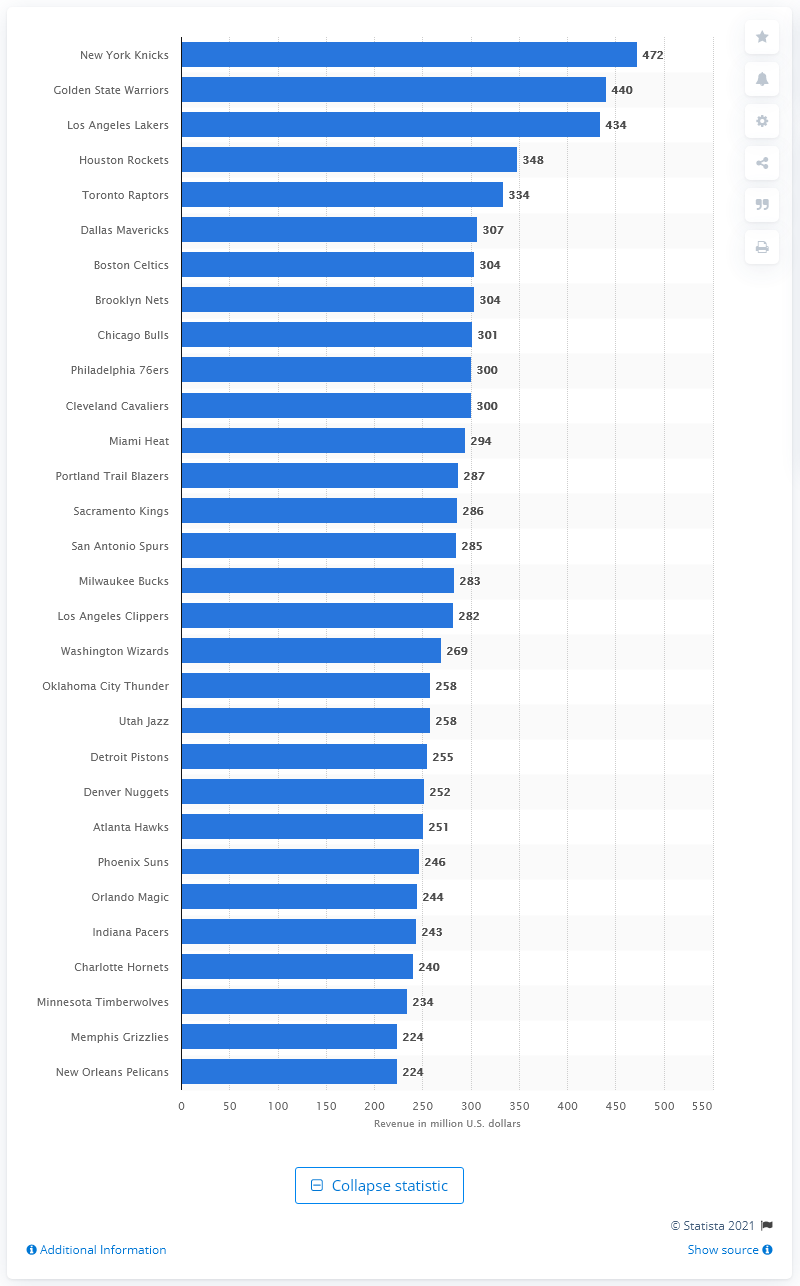 New York Knicks 472
Golden State Warriors 440
Los Angeles Lakers 434
Houston Rockets 348
Toronto Raptors 334
Dallas Mavericks 307
Boston Celtics 304
Brooklyn Nets 304
Chicago Bulls 301
Philadelphia 76ers 300
Cleveland Cavaliers 300
Miami Heat 294
Portland Trail Blazers 287
Sacramento Kings 286
San Antonio Spurs 285
Milwaukee Bucks 283
Los Angeles Clippers 282
Washington Wizards 269
Oklahoma City Thunder 258
Utah Jazz 258
Detroit Pistons 255
Denver Nuggets 252
Atlanta Hawks 251
Phoenix Suns 246
Orlando Magic 244
Indiana Pacers 243
Charlotte Hornets 240
Minnesota Timberwolves 234
Memphis Grizzlies 224
New Orleans Pelicans 224
0 50 100 150 200 250 300 350 400 450 500 550
Revenue in million U.S. dollars
Collapse statistic
© Statista 2021
Additional Information Show source